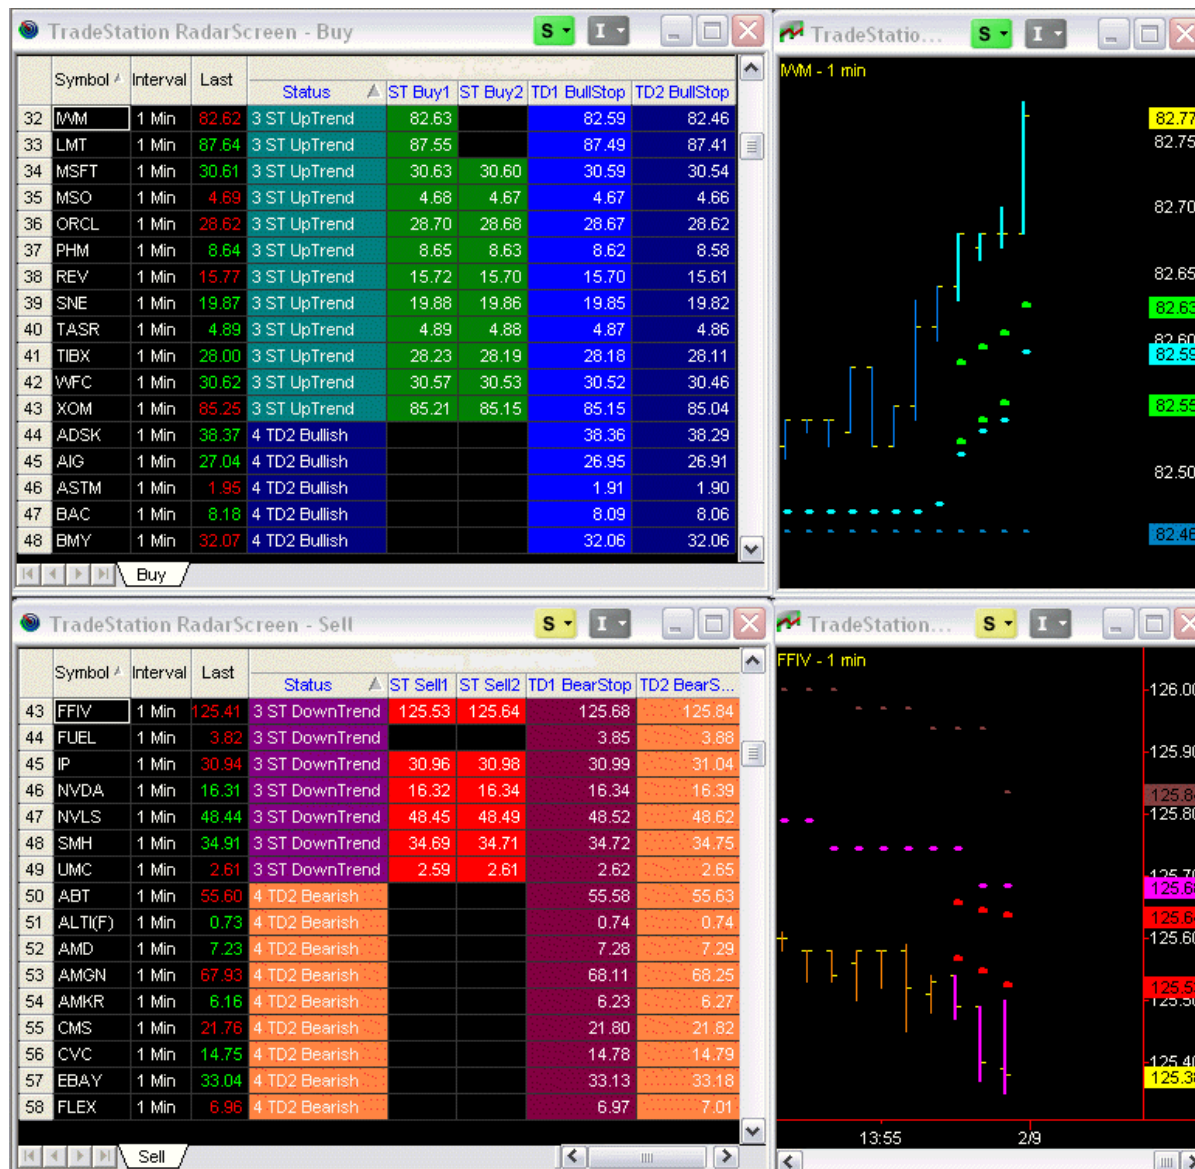 TradeStation RadarScreen - Buy S I
Symbol Interval Last Status ST Buy1 ST Buy2 TD1 BullStop TD2 BullStop
32 IWM 1 Min 82.62 3 ST UpTrend 82.63 82.59 82.46
33 LMT 1 Min 87.64 3 ST UpTrend 87.55 87.49 87.41
34 MSFT 1 Min 30.61 3 ST UpTrend 30.63 30.60 30.59 30.54
35 MSO 1 Min 4.69 3 ST UpTrend 4.68 4.67 4.67 4.66
36 ORCL 1 Min 28.62 3 ST UpTrend 28.70 28.68 28.67 28.62
37 PHM 1 Min 8.64 3 ST UpTrend 8.65 8.63 8.62 8.58
38 REV 1 Min 15.77 3 ST UpTrend 15.72 15.70 15.70 15.61
39 SNE 1 Min 19.87 3 ST UpTrend 19.88 19.86 19.85 19.82
40 TASR 1 Min 4.89 3 ST UpTrend 4.89 4.88 4.87 4.86
41 TIBX 1 Min 28.00 3 ST UpTrend 28.23 28.19 28.18 28.11
42 WFC 1 Min 30.62 3 ST UpTrend 30.57 30.53 30.52 30.46
43 XOM 1 Min 85.25 3 ST UpTrend 85.21 85.15 85.15 85.04
44 ADSK 1 Min 38.37 4 TD2 Bullish 38.36 38.29
45 AIG 1 Min 27.04 4 TD2 Bullish 26.95 26.91
46 ASTM 1 Min 1.95 4 TD2 Bullish 1.91 1.90
47 BAC 1 Min 8.18 4 TD2 Bullish 8.09 8.06
48 BMY 1 Min 32.07 4 TD2 Bullish 32.06 32.06
Buy
TradeStatio... S I
IWM - 1 min
82.77
82.75
82.70
82.65
82.63
82.60
82.59
82.55
82.50
82.46
TradeStation RadarScreen - Sell S I
Symbol Interval Last Status ST Sell1 ST Sell2 TD1 BearStop TD2 BearS...
43 FFIV 1 Min 125.41 3 ST DownTrend 125.53 125.64 125.68 125.84
44 FUEL 1 Min 3.82 3 ST DownTrend 3.85 3.88
45 IP 1 Min 30.94 3 ST DownTrend 30.96 30.98 30.99 31.04
46 NVDA 1 Min 16.31 3 ST DownTrend 16.32 16.34 16.34 16.39
47 NVLS 1 Min 48.44 3 ST DownTrend 48.45 48.49 48.52 48.62
48 SMH 1 Min 34.91 3 ST DownTrend 34.69 34.71 34.72 34.75
49 UMC 1 Min 2.61 3 ST DownTrend 2.59 2.61 2.62 2.65
50 ABT 1 Min 55.60 4 TD2 Bearish 55.58 55.63
51 ALTI(F) 1 Min 0.73 4 TD2 Bearish 0.74 0.74
52 AMD 1 Min 7.23 4 TD2 Bearish 7.28 7.29
53 AMGN 1 Min 67.93 4 TD2 Bearish 68.11 68.25
54 AMKR 1 Min 6.16 4 TD2 Bearish 6.23 6.27
55 CMS 1 Min 21.76 4 TD2 Bearish 21.80 21.82
56 CVC 1 Min 14.75 4 TD2 Bearish 14.78 14.79
57 EBAY 1 Min 33.04 4 TD2 Bearish 33.13 33.18
58 FLEX 1 Min 6.96 4 TD2 Bearish 6.97 7.01
Sell
TradeStation... S I
FFIV - 1 min
126.00
125.90
125.84
125.80
125.70
125.68
125.64
125.60
125.53
125.50
125.40
125.38
13:55 2/9